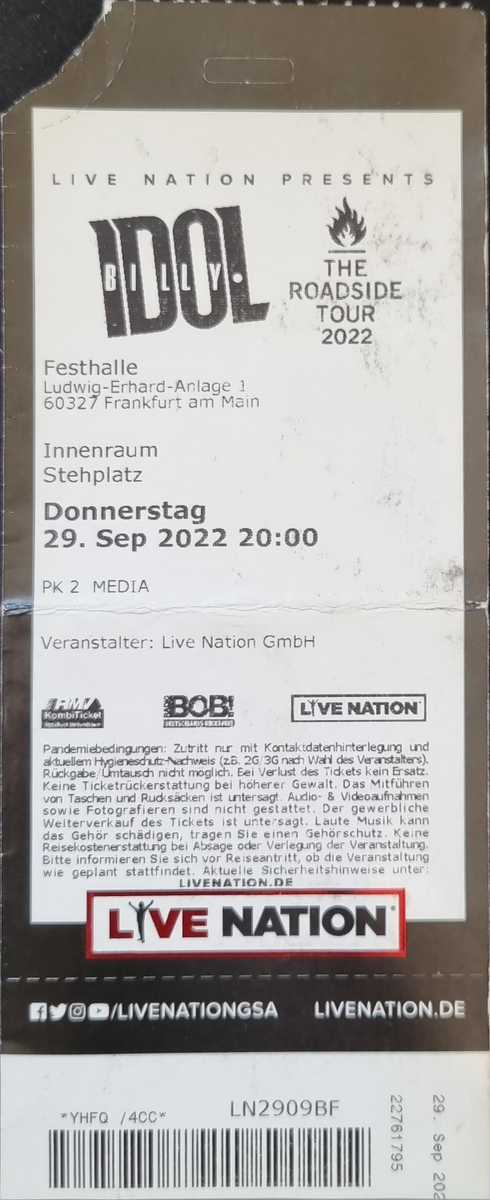 LIVE NATION PRESENTS
BILLY IDOL
THE
ROADSIDE
TOUR
2022
Festhalle
Ludwig-Erhard-Anlage 1
60327 Frankfurt am Main
Innenraum
Stehplatz
Donnerstag
29. Sep 2022 20:00
PK 2 MEDIA
Veranstalter: Live Nation GmbH
RMV
KombiTicket
BOB!
DEUTSCHLANDS ROCKRADIO
LIVE NATION
Pandemiebedingungen: Zutritt nur mit Kontaktdatenhinterlegung und
aktuellem Hygieneschutz-Nachweis (z.B. 2G/3G nach Wahl des Veranstalters).
Rückgabe/Umtausch nicht möglich. Bei Verlust des Tickets kein Ersatz.
Keine Ticketrückerstattung bei höherer Gewalt. Das Mitführen
von Taschen und Rucksäcken ist untersagt. Audio- & Videoaufnahmen
sowie Fotografieren sind nicht gestattet. Der gewerbliche
Weiterverkauf des Tickets ist untersagt. Laute Musik kann
das Gehör schädigen, tragen Sie einen Gehörschutz. Keine
Reisekostenerstattung bei Absage oder Verlegung der Veranstaltung.
Bitte informieren Sie sich vor Reiseantritt, ob die Veranstaltung
wie geplant stattfindet. Aktuelle Sicherheitshinweise unter:
LIVENATION.DE
LIVE NATION
/LIVENATIONGSA LIVENATION.DE
*YHFQ /4CC* LN2909BF
22761795
29. Sep 202